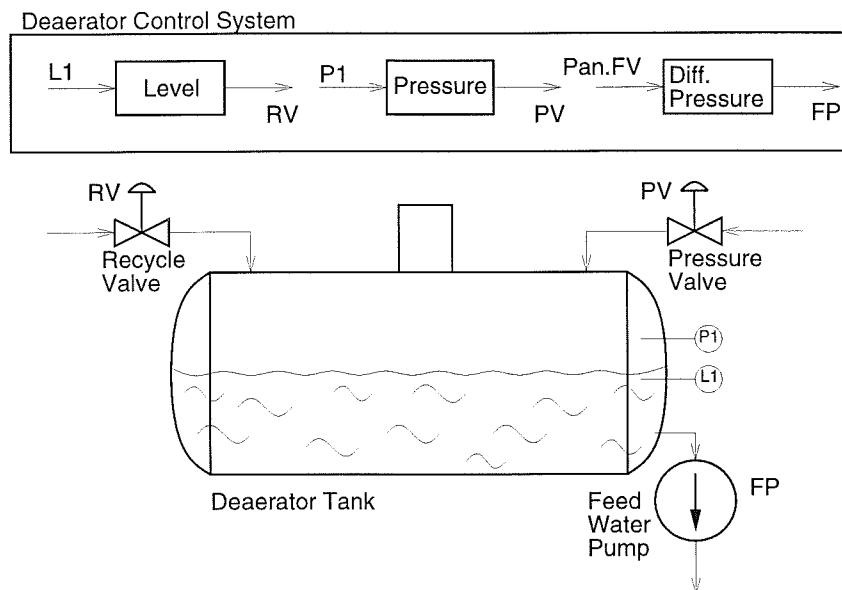 Deaerator Control System
L1
Level
RV
P1
Pressure
PV
Pan.FV
Diff.
Pressure
FP
RV
Recycle
Valve
PV
Pressure
Valve
P1
L1
Deaerator Tank
Feed
Water
Pump
FP